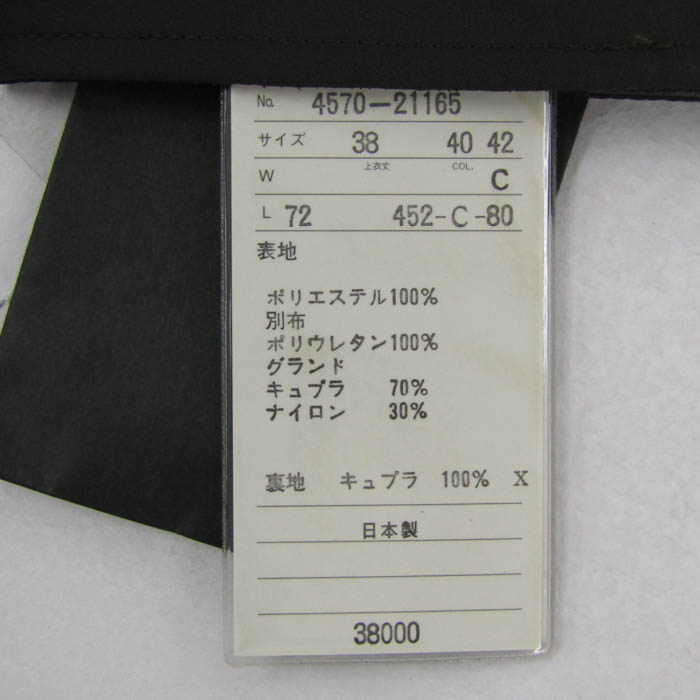 No. 4570-21165
サイズ 38 40 42
W 上衣丈 COL. C
L 72 452-C-80
表地
ポリエステル100%
別布
ポリウレタン100%
グランド
キュプラ 70%
ナイロン 30%
裏地 キュプラ 100% X
日本製
38000